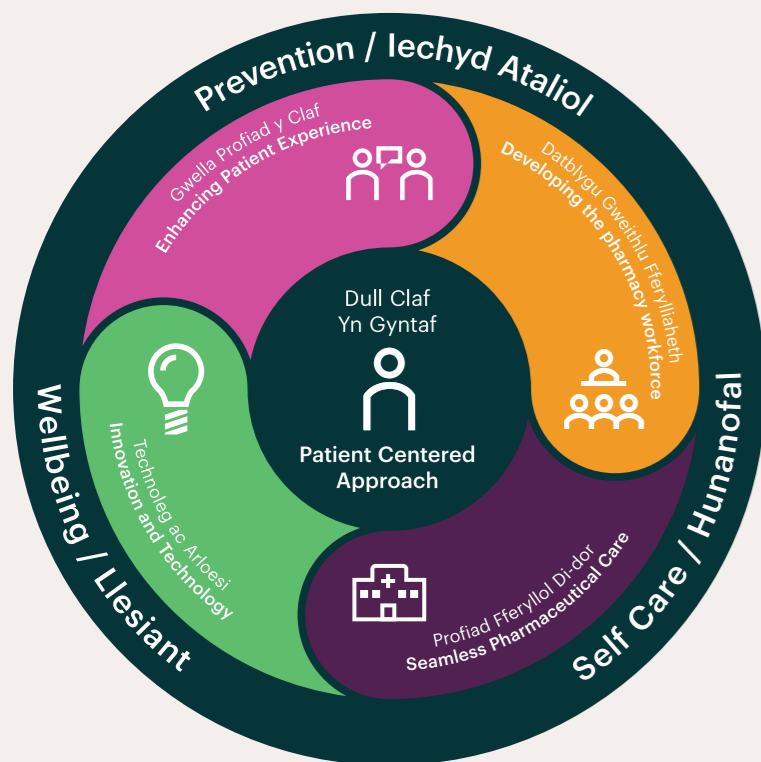 Prevention / Iechyd Ataliol
Gwella Profiad y Claf
Enhancing Patient Experience
Datblygu Gweithlu Fferylliaeth
Developing the pharmacy workforce
Dull Claf
Yn Gyntaf
Patient Centered
Approach
Technoleg ac Arloesi
Innovation and Technology
Profiad Fferyllol Di-dor
Seamless Pharmaceutical Care
Wellbeing / Llesiant
Self Care / Hunanofal